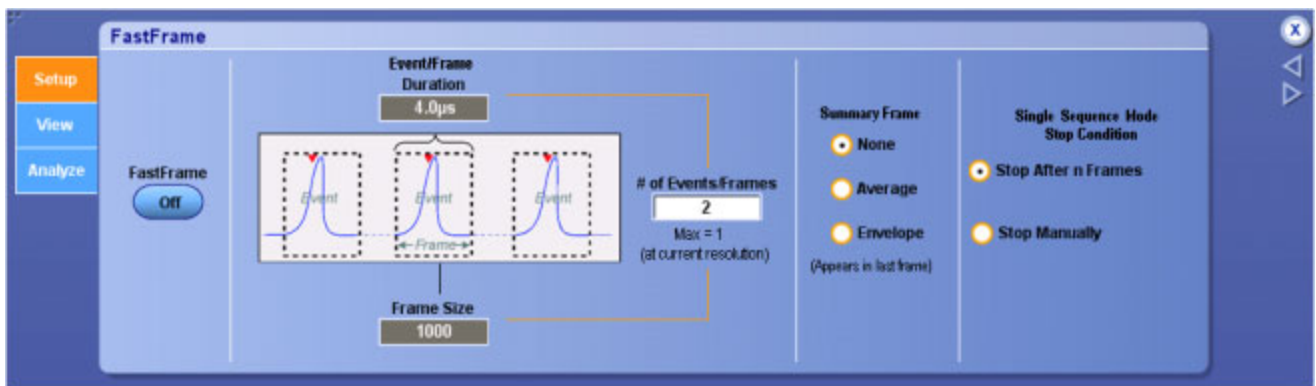 FastFrame
Setup
View
Analyze
FastFrame
Off
Event/Frame
Duration
4.0µs
Event
Event
Event
Frame
Frame Size
1000
# of Events/Frames
2
Max = 1
(at current resolution)
Summary Frame
None
Average
Envelope
(Appears in last frame)
Single Sequence Mode
Stop Condition
Stop After n Frames
Stop Manually
X